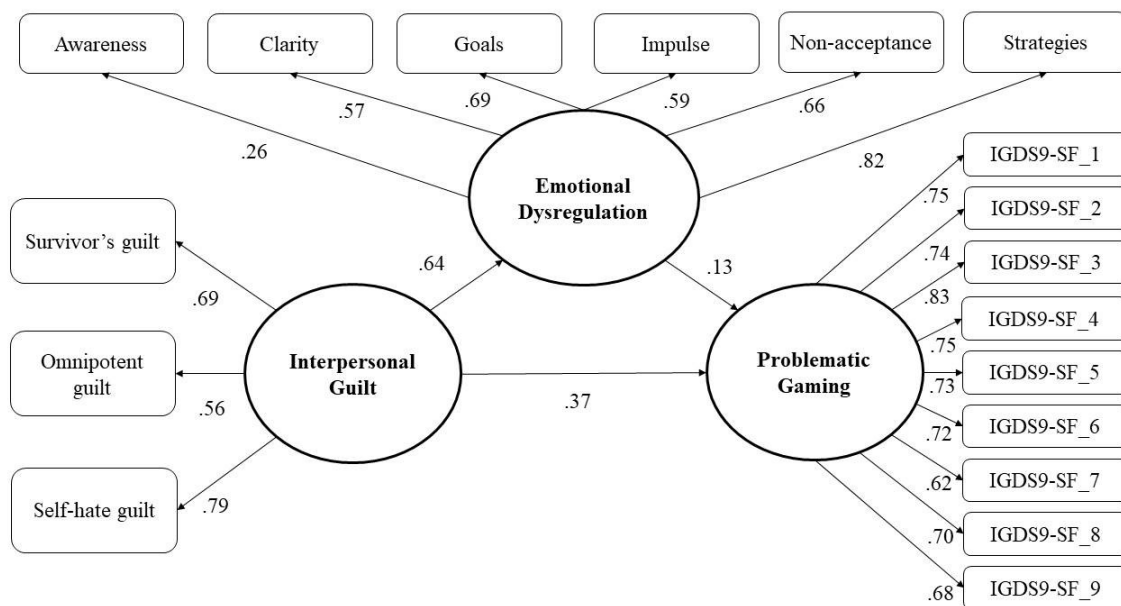 Awareness
Clarity
Goals
Impulse
Non-acceptance
Strategies
.26
.57
.69
.59
.66
.82
Emotional
Dysregulation
Survivor's guilt
Omnipotent
guilt
Self-hate guilt
.69
.56
.79
Interpersonal
Guilt
.64
.13
.37
Problematic
Gaming
.75
.74
.83
.75
.73
.72
.62
.70
.68
IGDS9-SF_1
IGDS9-SF_2
IGDS9-SF_3
IGDS9-SF_4
IGDS9-SF_5
IGDS9-SF_6
IGDS9-SF_7
IGDS9-SF_8
IGDS9-SF_9